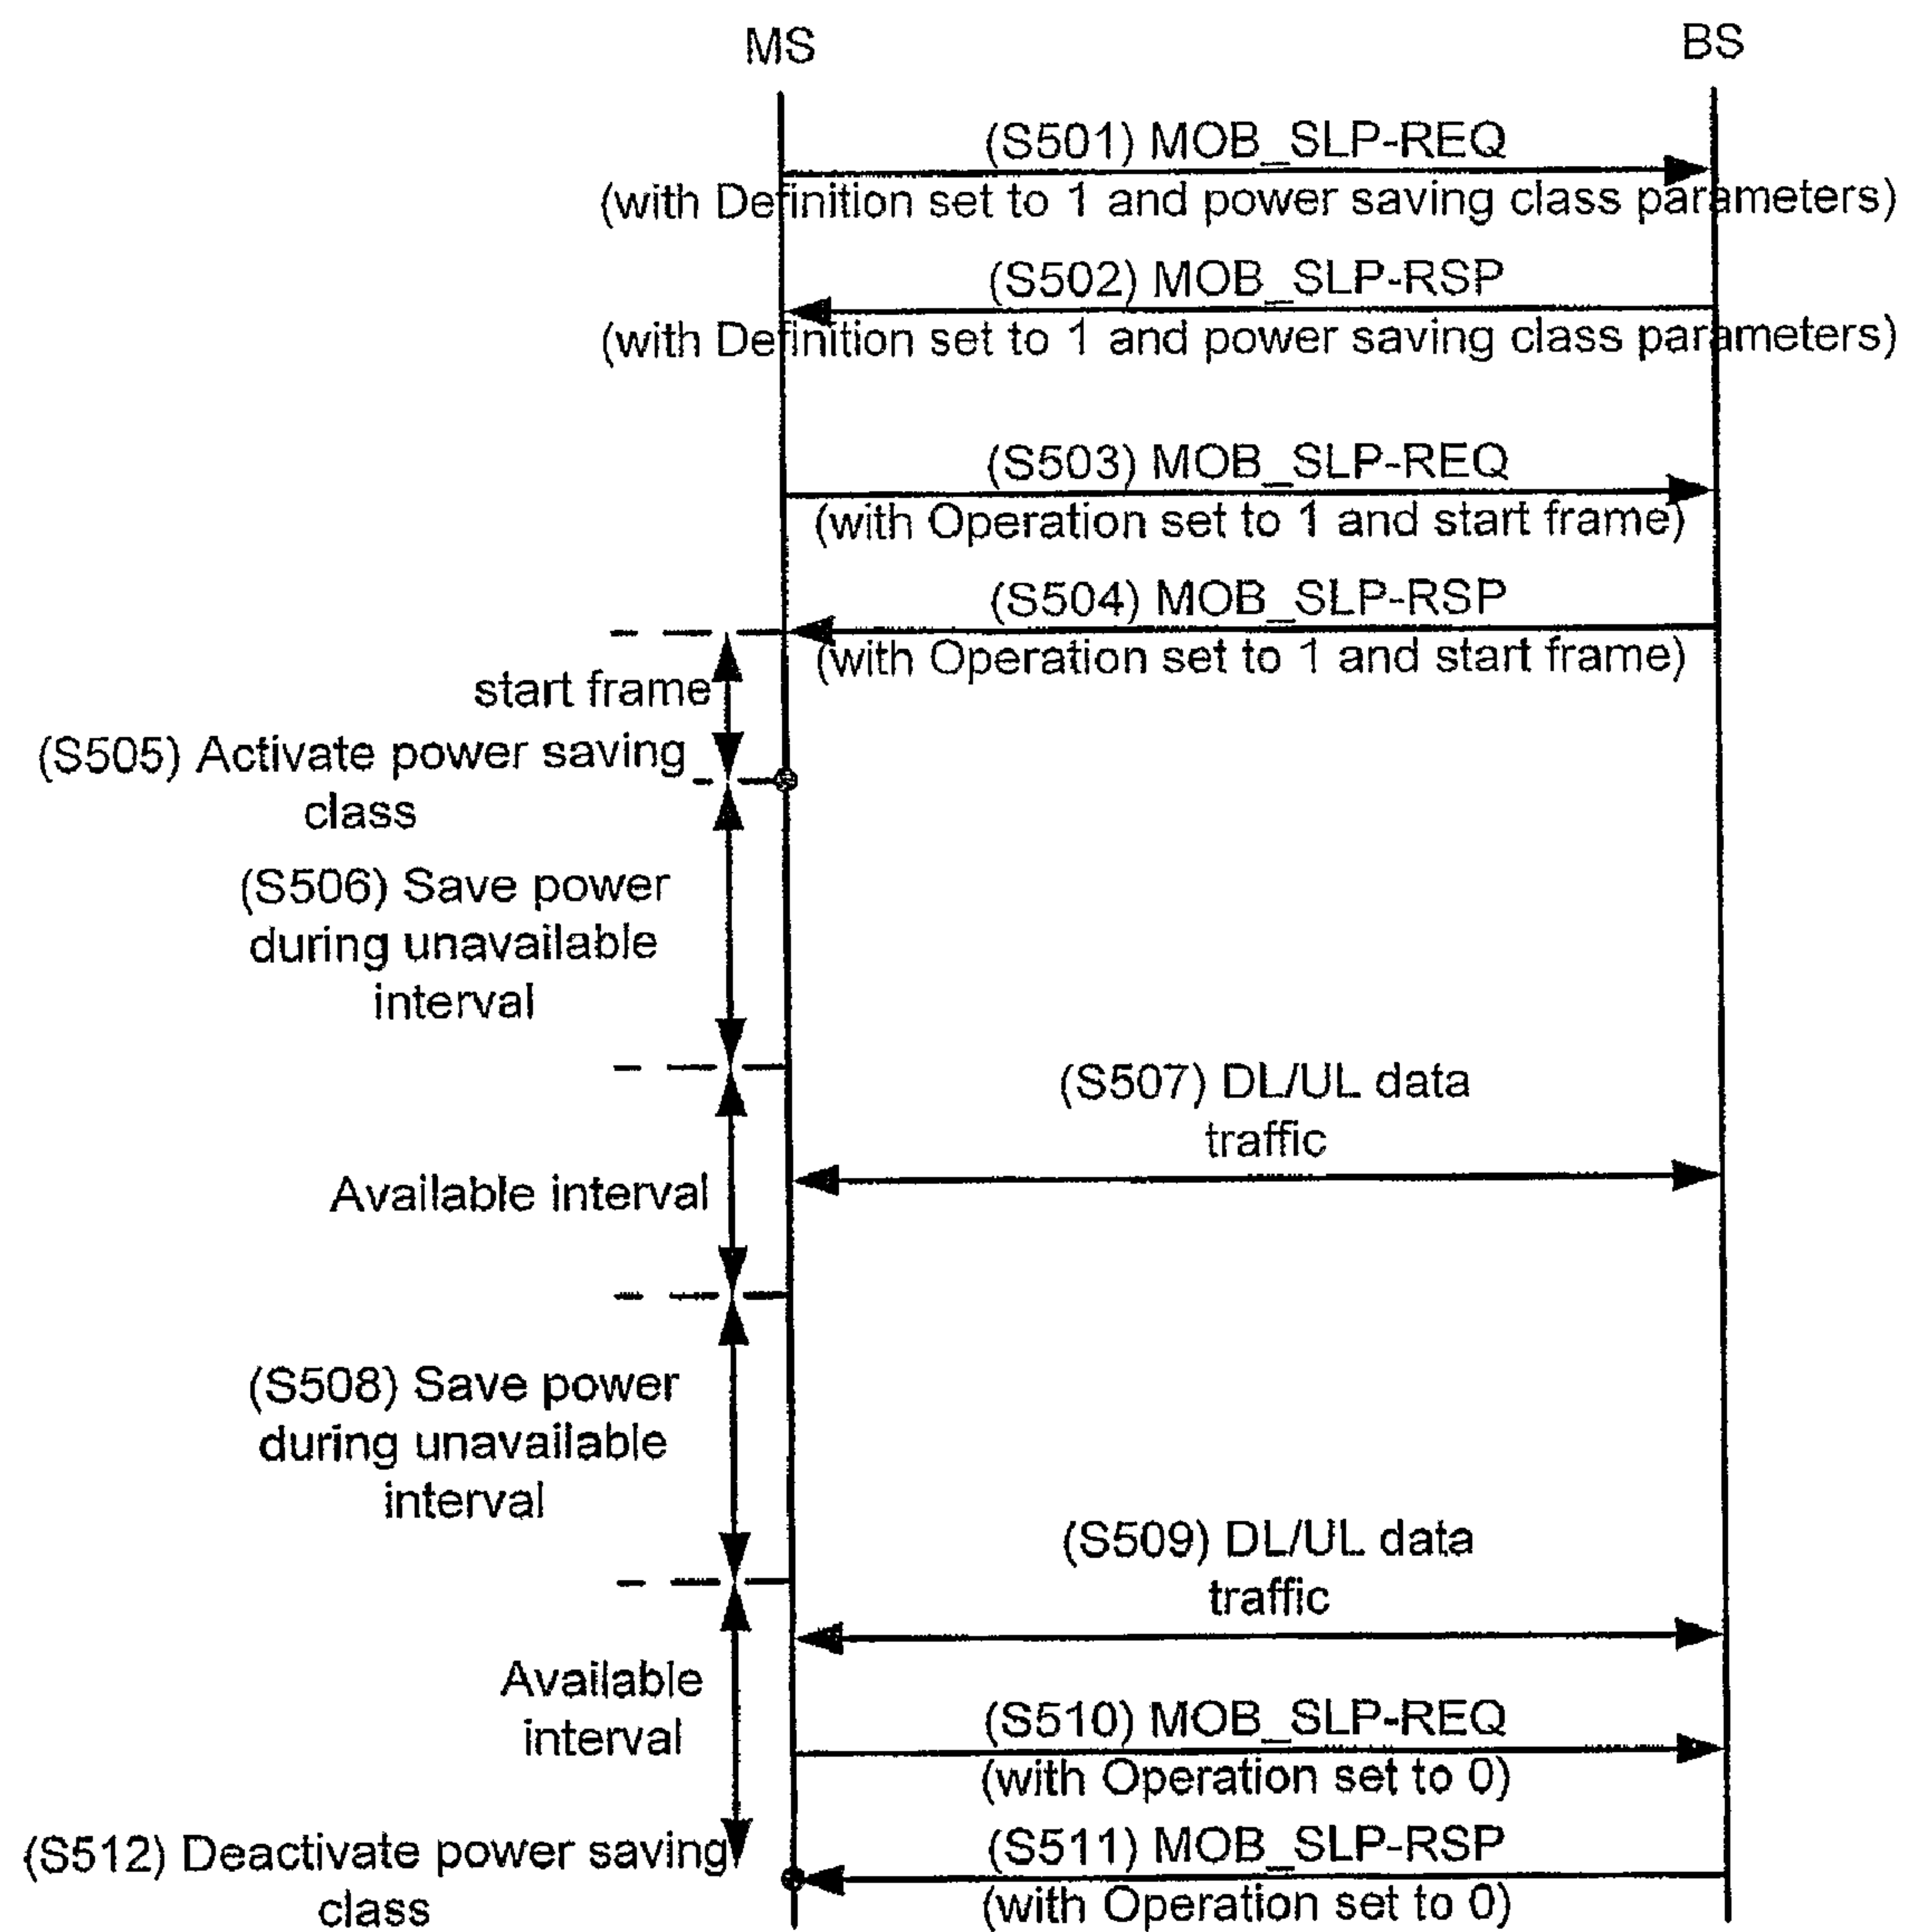 MS
BS
(S501) MOB_SLP-REQ
(with Definition set to 1 and power saving class parameters)
(S502) MOB_SLP-RSP
(with Definition set to 1 and power saving class parameters)
(S503) MOB_SLP-REQ
(with Operation set to 1 and start frame)
(S504) MOB_SLP-RSP
(with Operation set to 1 and start frame)
start frame
(S505) Activate power saving
class
(S506) Save power
during unavailable
interval
(S507) DL/UL data
traffic
Available interval
(S508) Save power
during unavailable
interval
(S509) DL/UL data
traffic
Available
interval
(S510) MOB_SLP-REQ
(with Operation set to 0)
(S511) MOB_SLP-RSP
(with Operation set to 0)
(S512) Deactivate power saving
class